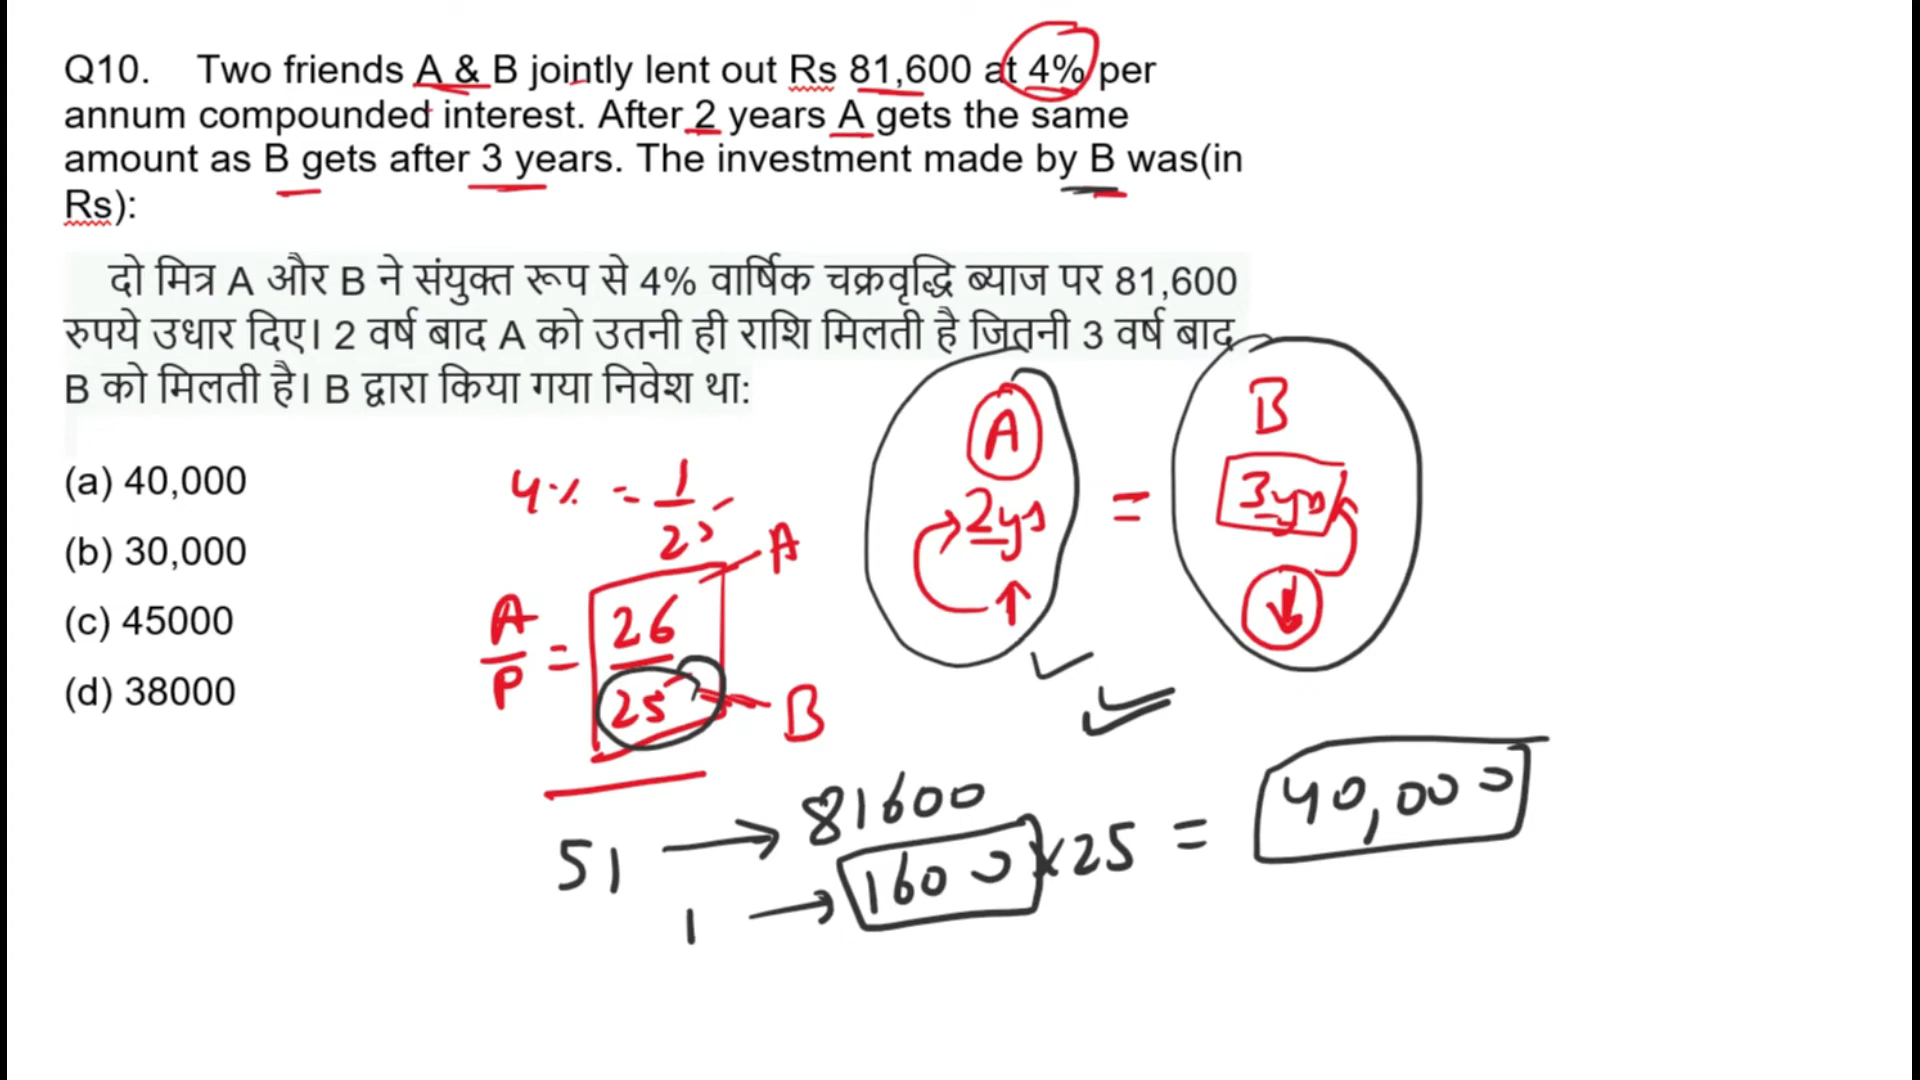 Q10. Two friends A & B jointly lent out Rs 81,600 at 4% per
annum compounded interest. After 2 years A gets the same
amount as B gets after 3 years. The investment made by B was(in
Rs):
दो मित्र A और B ने संयुक्त रूप से 4% वार्षिक चक्रवृद्धि ब्याज पर 81,600
रुपये उधार दिए। 2 वर्ष बाद A को उतनी ही राशि मिलती है जितनी 3 वर्ष बाद
B को मिलती है। B द्वारा किया गया निवेश था:
(a) 40,000
(b) 30,000
(c) 45000
(d) 38000
4% = 1/25
A/P = 26/25
A
B
A = B
2ys 3yrs
51 → 81600
1 → 1600 × 25 = 40,000